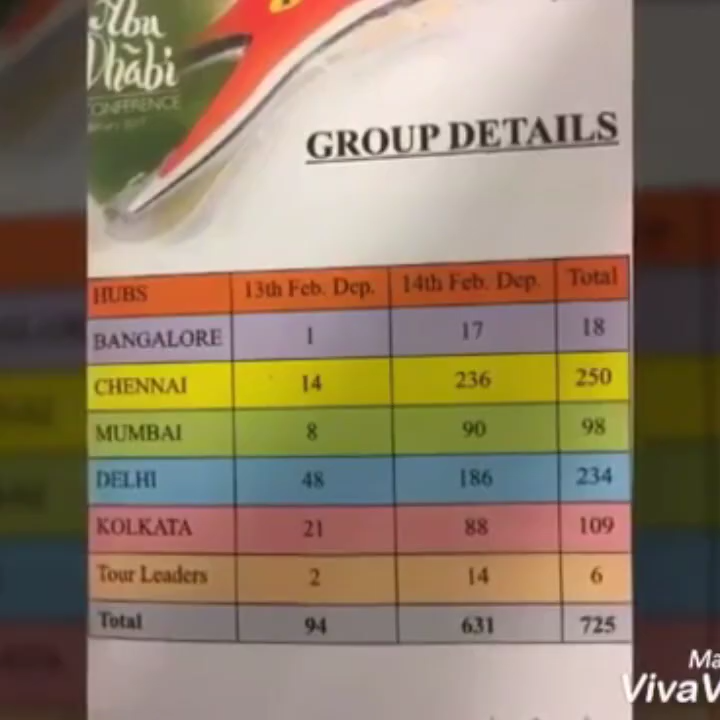 Abu
Dhabi
CONFERENCE
GROUP DETAILS
HUBS 13th Feb. Dep. 14th Feb. Dep. Total
BANGALORE 1 17 18
CHENNAI 14 236 250
MUMBAI 8 90 98
DELHI 48 186 234
KOLKATA 21 88 109
Tour Leaders 2 14 6
Total 94 631 725
Ma
VivaV